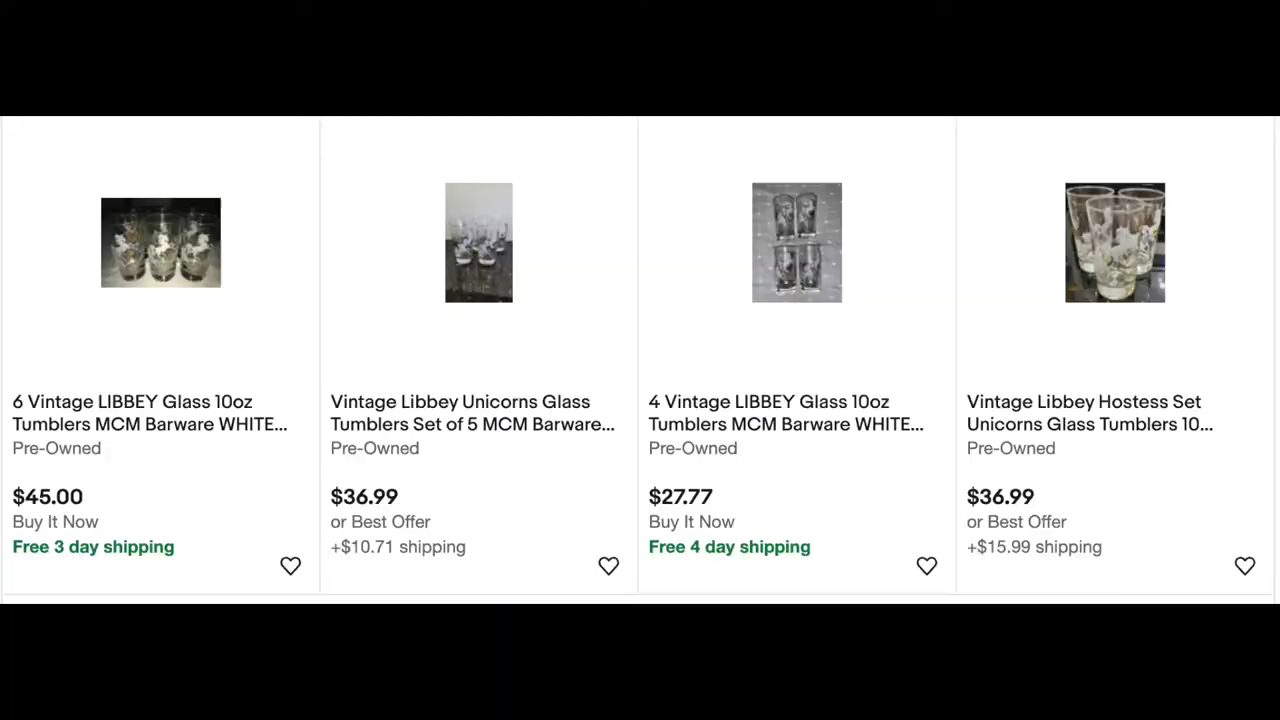 6 Vintage LIBBEY Glass 10oz
Tumblers MCM Barware WHITE...
Pre-Owned
$45.00
Buy It Now
Free 3 day shipping
Vintage Libbey Unicorns Glass
Tumblers Set of 5 MCM Barware...
Pre-Owned
$36.99
or Best Offer
+$10.71 shipping
4 Vintage LIBBEY Glass 10oz
Tumblers MCM Barware WHITE...
Pre-Owned
$27.77
Buy It Now
Free 4 day shipping
Vintage Libbey Hostess Set
Unicorns Glass Tumblers 10...
Pre-Owned
$36.99
or Best Offer
+$15.99 shipping